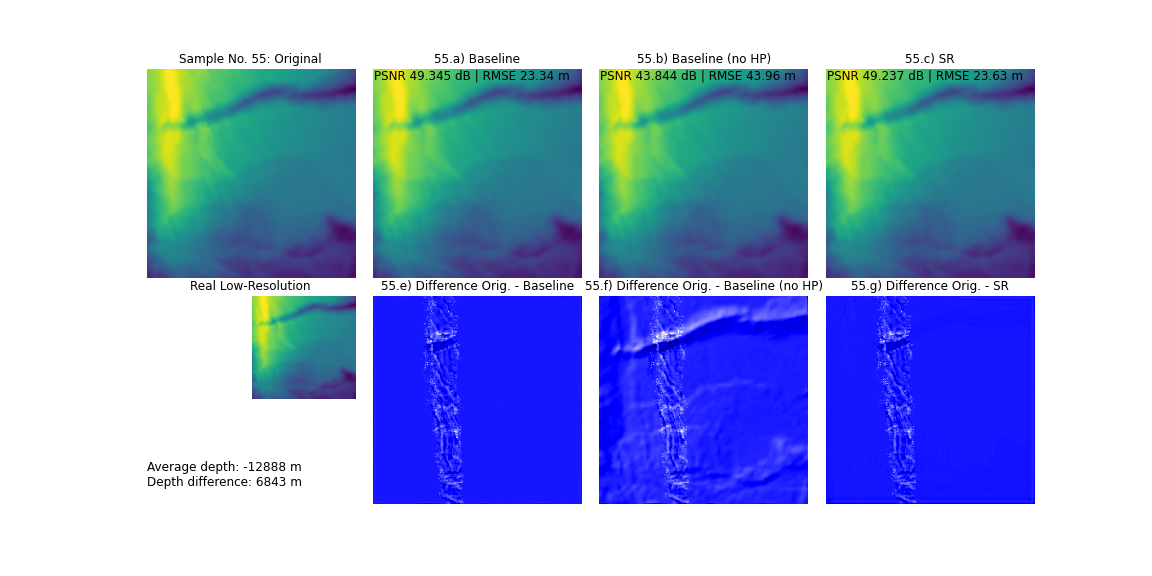 Sample No. 55: Original
55.a) Baseline
55.b) Baseline (no HP)
55.c) SR
PSNR 49.345 dB | RMSE 23.34 m
PSNR 43.844 dB | RMSE 43.96 m
PSNR 49.237 dB | RMSE 23.63 m
Real Low-Resolution
55.e) Difference Orig. - Baseline
55.f) Difference Orig. - Baseline (no HP)
55.g) Difference Orig. - SR
Average depth: -12888 m
Depth difference: 6843 m